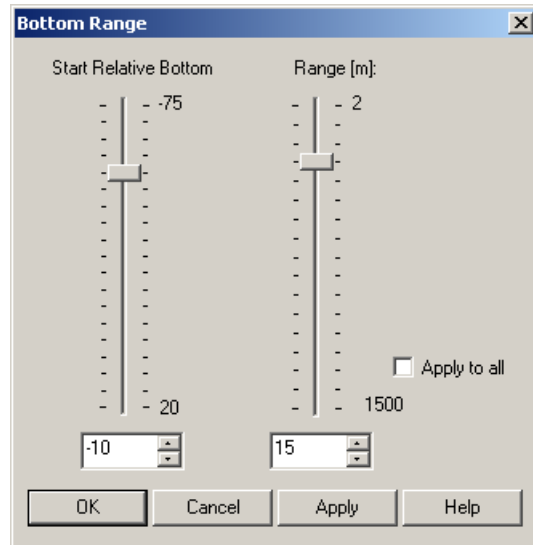 Bottom Range
Start Relative Bottom Range [m]:
-75 2
Apply to all
20 1500
-10 15
OK Cancel Apply Help